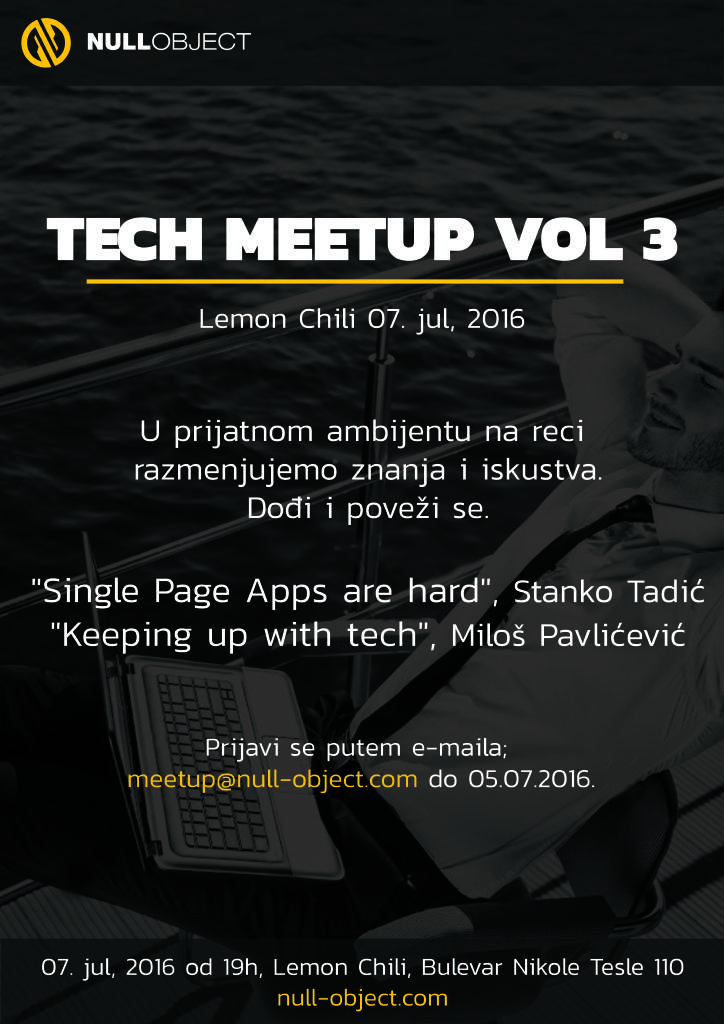 NULLOBJECT
TECH MEETUP VOL 3
Lemon Chili 07. jul, 2016
U prijatnom ambijentu na reci
razmenjujemo znanja i iskustva.
Dođi i poveži se.
"Single Page Apps are hard", Stanko Tadić
"Keeping up with tech", Miloš Pavlićević
Prijavi se putem e-maila;
meetup@null-object.com do 05.07.2016.
07. jul, 2016 od 19h, Lemon Chili, Bulevar Nikole Tesle 110
null-object.com